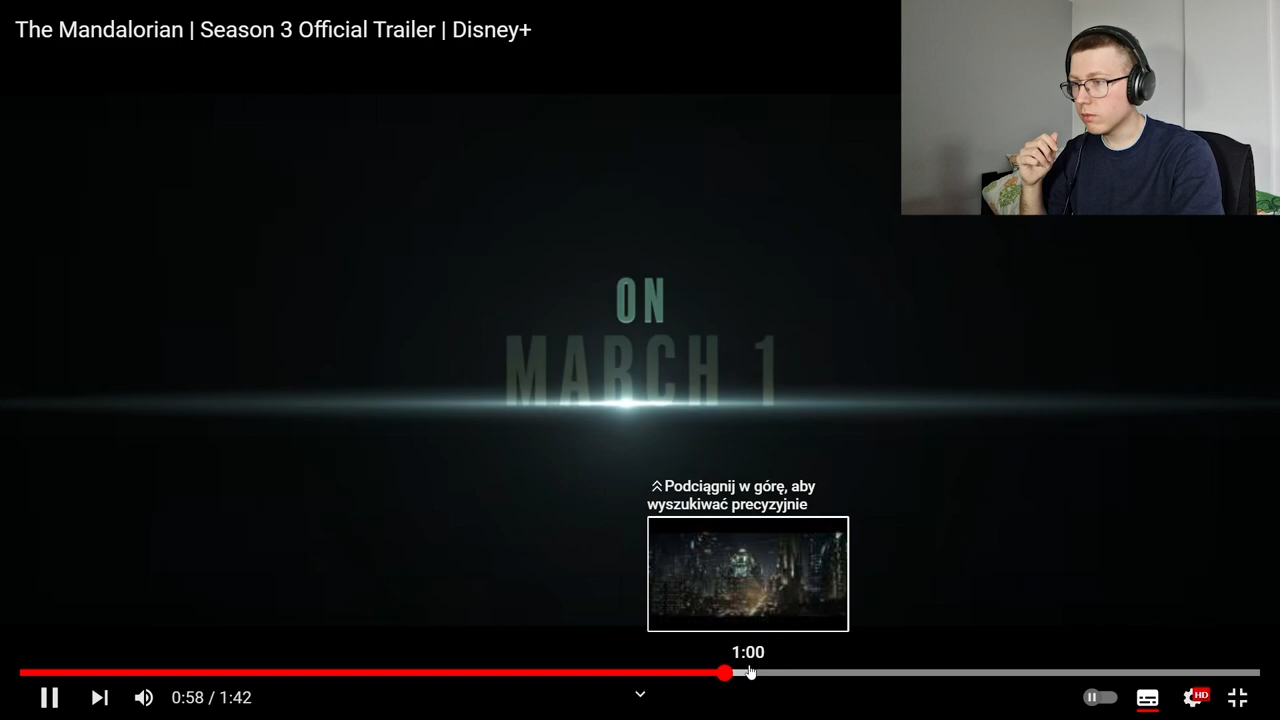 The Mandalorian | Season 3 Official Trailer | Disney+
ON
MARCH 1
Podciągnij w górę, aby
wyszukiwać precyzyjnie
1:00
0:58 / 1:42
HD